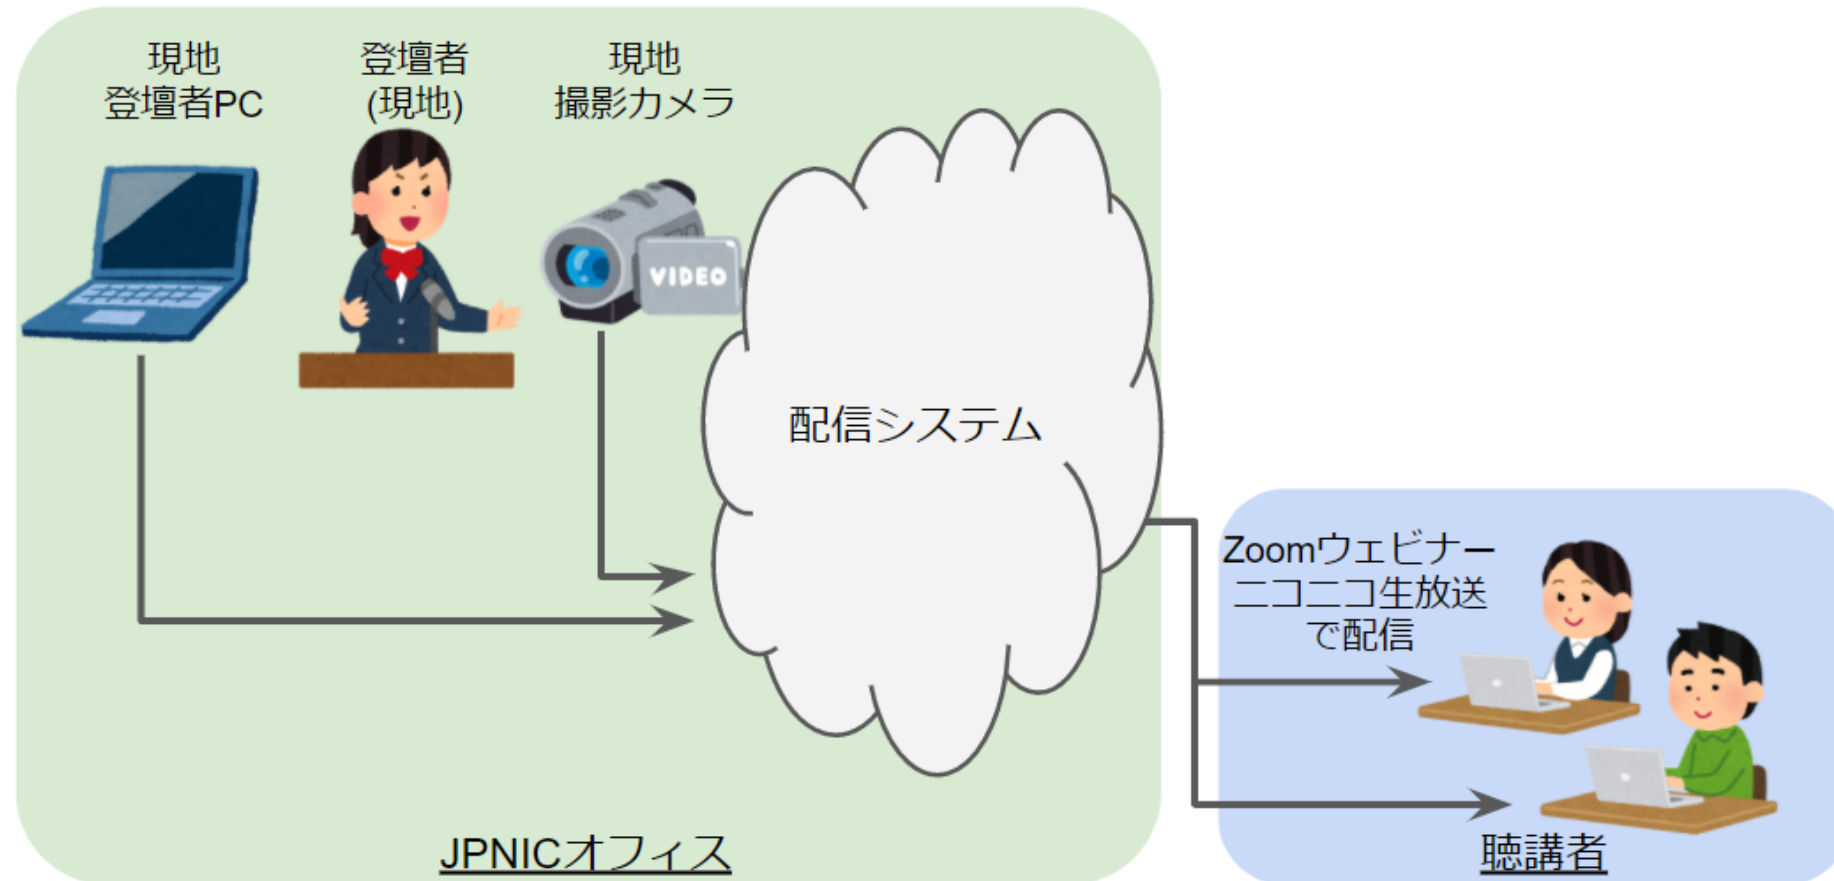 現地
登壇者PC
登壇者
(現地)
現地
撮影カメラ
VIDEO
配信システム
Zoomウェビナー
ニコニコ生放送
で配信
JPNICオフィス
聴講者